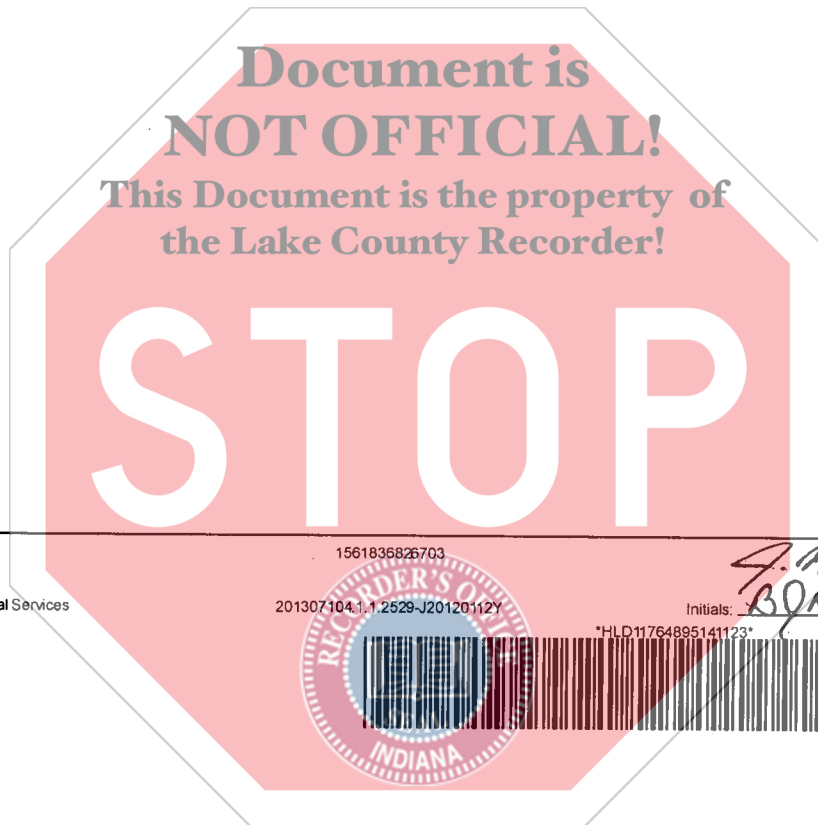 Document is
NOT OFFICIAL!
This Document is the property of
the Lake County Recorder!
STOP
1561836826703
al Services
201307104.1.1.2529-J20120112Y
Initials:
*HLD11764895141123*
RECORDER'S OFFICE
INDIANA